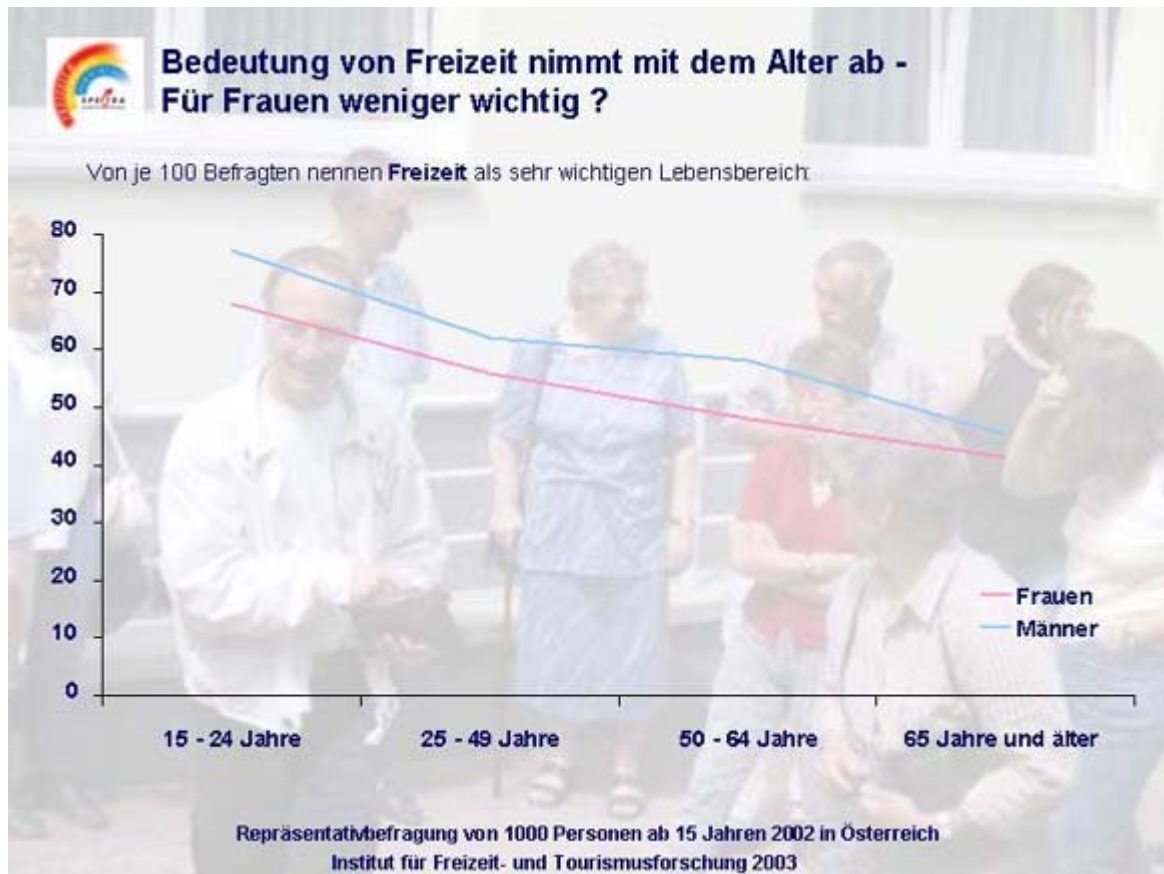 SPECTRA
Bedeutung von Freizeit nimmt mit dem Alter ab -
Für Frauen weniger wichtig ?
Von je 100 Befragten nennen Freizeit als sehr wichtigen Lebensbereich:
80
70
60
50
40
30
20
10
0
Frauen
Männer
15 - 24 Jahre 25 - 49 Jahre 50 - 64 Jahre 65 Jahre und älter
Repräsentativbefragung von 1000 Personen ab 15 Jahren 2002 in Österreich
Institut für Freizeit- und Tourismusforschung 2003